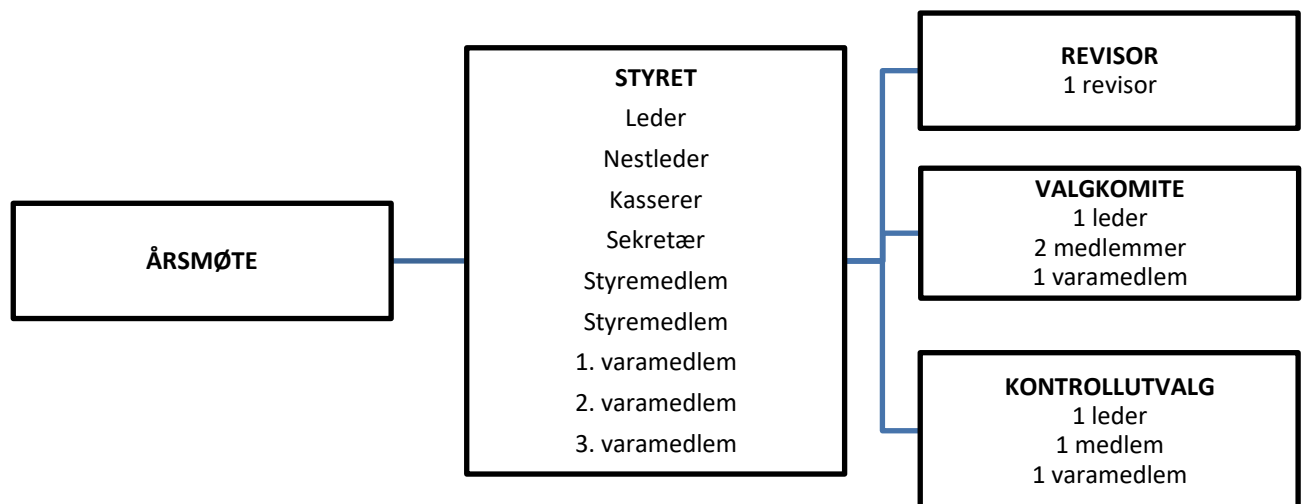 ÅRSMØTE
STYRET
Leder
Nestleder
Kasserer
Sekretær
Styremedlem
Styremedlem
1. varamedlem
2. varamedlem
3. varamedlem
REVISOR
1 revisor
VALGKOMITE
1 leder
2 medlemmer
1 varamedlem
KONTROLLUTVALG
1 leder
1 medlem
1 varamedlem